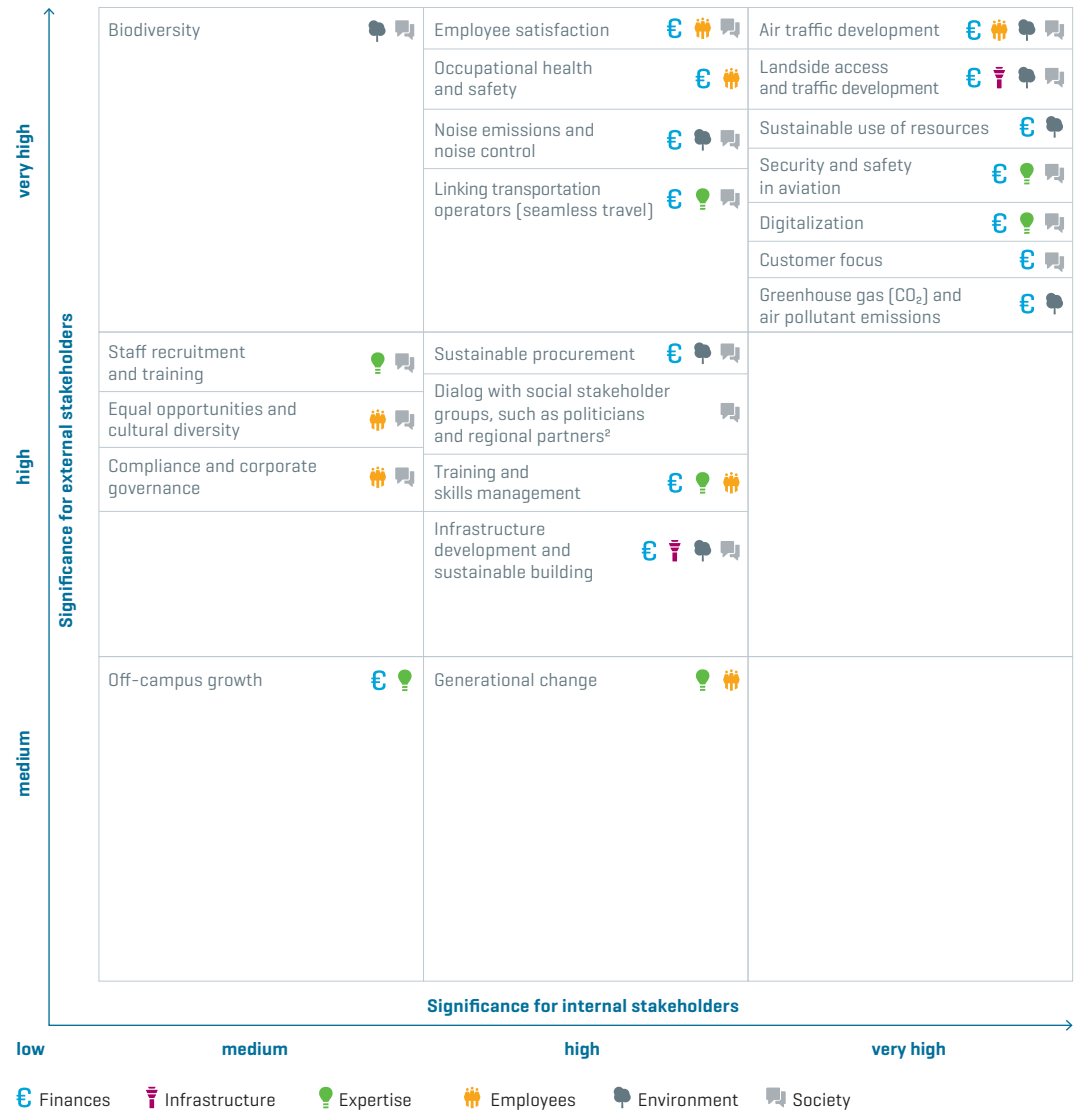 very high
high
medium
Significance for external stakeholders
Biodiversity
Employee satisfaction
Occupational health
and safety
Noise emissions and
noise control
Linking transportation
operators (seamless travel)
Air traffic development
Landside access
and traffic development
Sustainable use of resources
Security and safety
in aviation
Digitalization
Customer focus
Greenhouse gas (CO₂) and
air pollutant emissions
Staff recruitment
and training
Equal opportunities and
cultural diversity
Compliance and corporate
governance
Sustainable procurement
Dialog with social stakeholder
groups, such as politicians
and regional partners²
Training and
skills management
Infrastructure
development and
sustainable building
Off-campus growth
Generational change
Significance for internal stakeholders
low medium high very high
€ Finances Infrastructure Expertise Employees Environment Society